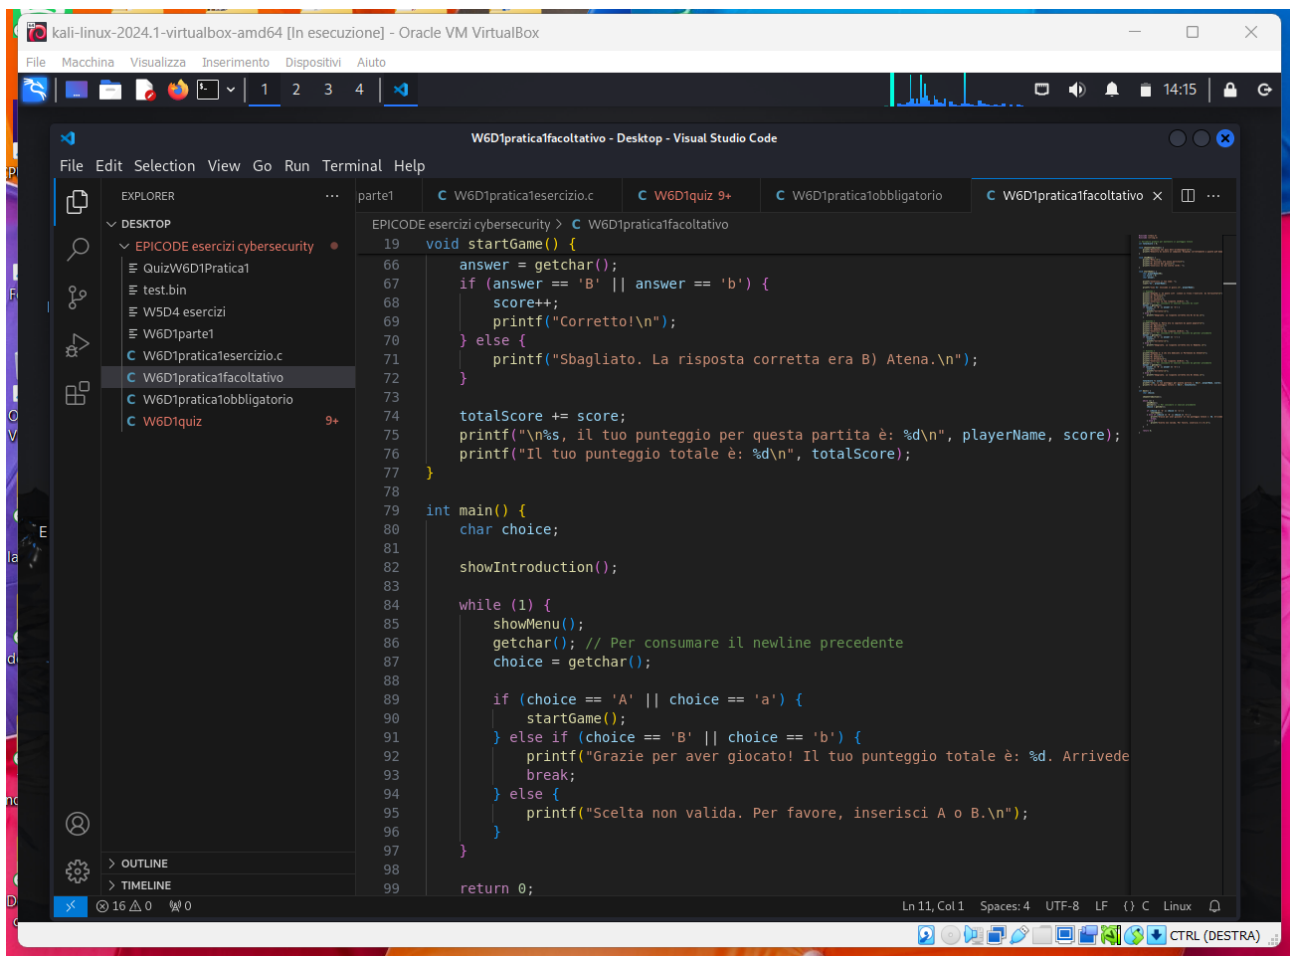 kali-linux-2024.1-virtualbox-amd64 [In esecuzione] - Oracle VM VirtualBox
File Macchina Visualizza Inserimento Dispositivi Aiuto
1 2 3 4 14:15
W6D1pratica1facoltativo - Desktop - Visual Studio Code
File Edit Selection View Go Run Terminal Help
EXPLORER
DESKTOP
EPICODE esercizi cybersecurity
QuizW6D1Pratica1
test.bin
W5D4 esercizi
W6D1parte1
C W6D1pratica1esercizio.c
C W6D1pratica1facoltativo
C W6D1pratica1obbligatorio
C W6D1quiz 9+
OUTLINE
TIMELINE
parte1 C W6D1pratica1esercizio.c C W6D1quiz 9+ C W6D1pratica1obbligatorio C W6D1pratica1facoltativo
EPICODE esercizi cybersecurity > C W6D1pratica1facoltativo
19 void startGame() {
66 answer = getchar();
67 if (answer == 'B' || answer == 'b') {
68 score++;
69 printf("Corretto!\n");
70 } else {
71 printf("Sbagliato. La risposta corretta era B) Atena.\n");
72 }
73
74 totalScore += score;
75 printf("\n%s, il tuo punteggio per questa partita è: %d\n", playerName, score);
76 printf("Il tuo punteggio totale è: %d\n", totalScore);
77 }
78
79 int main() {
80 char choice;
81
82 showIntroduction();
83
84 while (1) {
85 showMenu();
86 getchar(); // Per consumare il newline precedente
87 choice = getchar();
88
89 if (choice == 'A' || choice == 'a') {
90 startGame();
91 } else if (choice == 'B' || choice == 'b') {
92 printf("Grazie per aver giocato! Il tuo punteggio totale è: %d. Arrivede
93 break;
94 } else {
95 printf("Scelta non valida. Per favore, inserisci A o B.\n");
96 }
97 }
98
99 return 0;
16 0 0 Ln 11, Col 1 Spaces: 4 UTF-8 LF {} C Linux
CTRL (DESTRA)